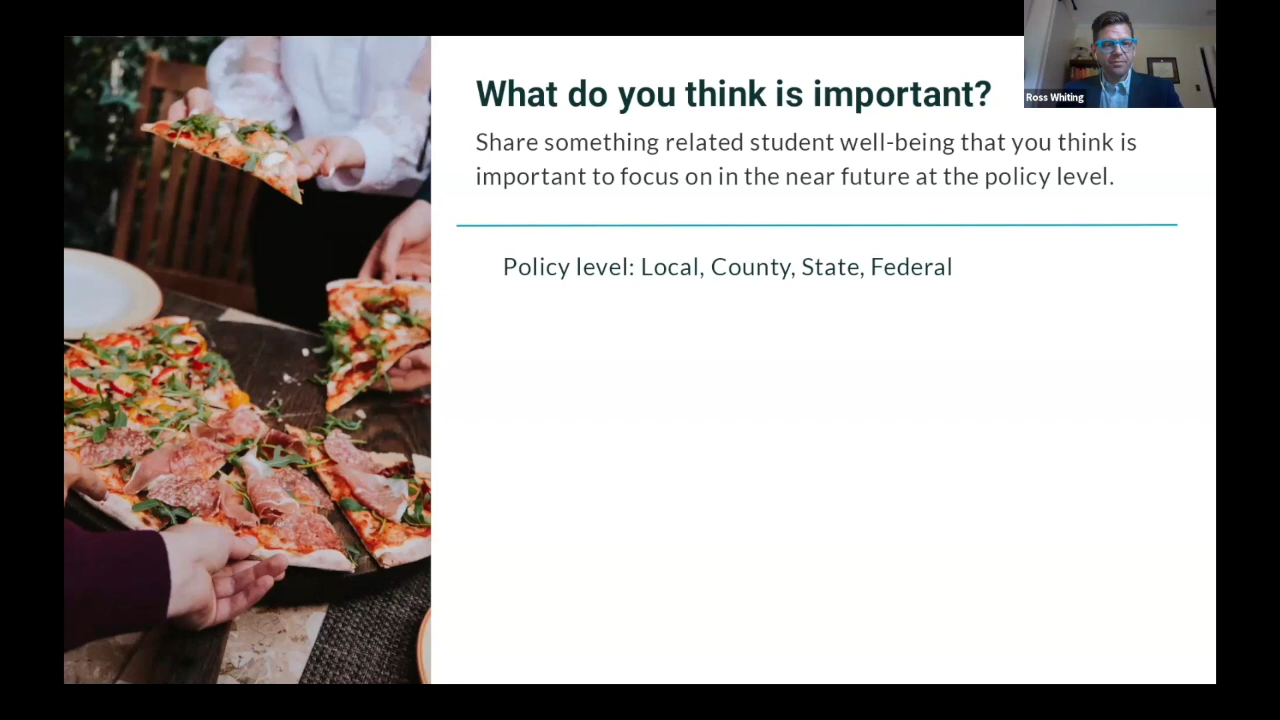 What do you think is important?
Share something related student well-being that you think is
important to focus on in the near future at the policy level.
Policy level: Local, County, State, Federal
Ross Whiting